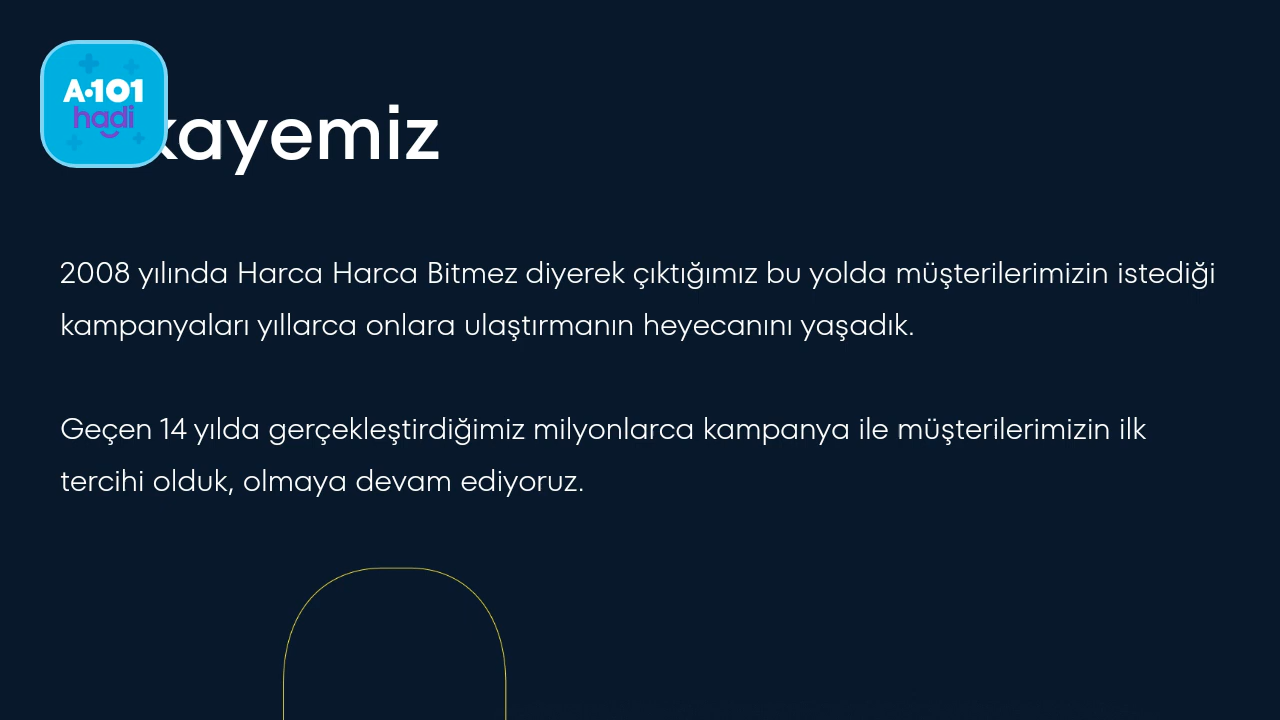 A101
hadi
kayemiz
2008 yılında Harca Harca Bitmez diyerek çıktığımız bu yolda müşterilerimizin istediği
kampanyaları yıllarca onlara ulaştırmanın heyecanını yaşadık.
Geçen 14 yılda gerçekleştirdiğimiz milyonlarca kampanya ile müşterilerimizin ilk
tercihi olduk, olmaya devam ediyoruz.